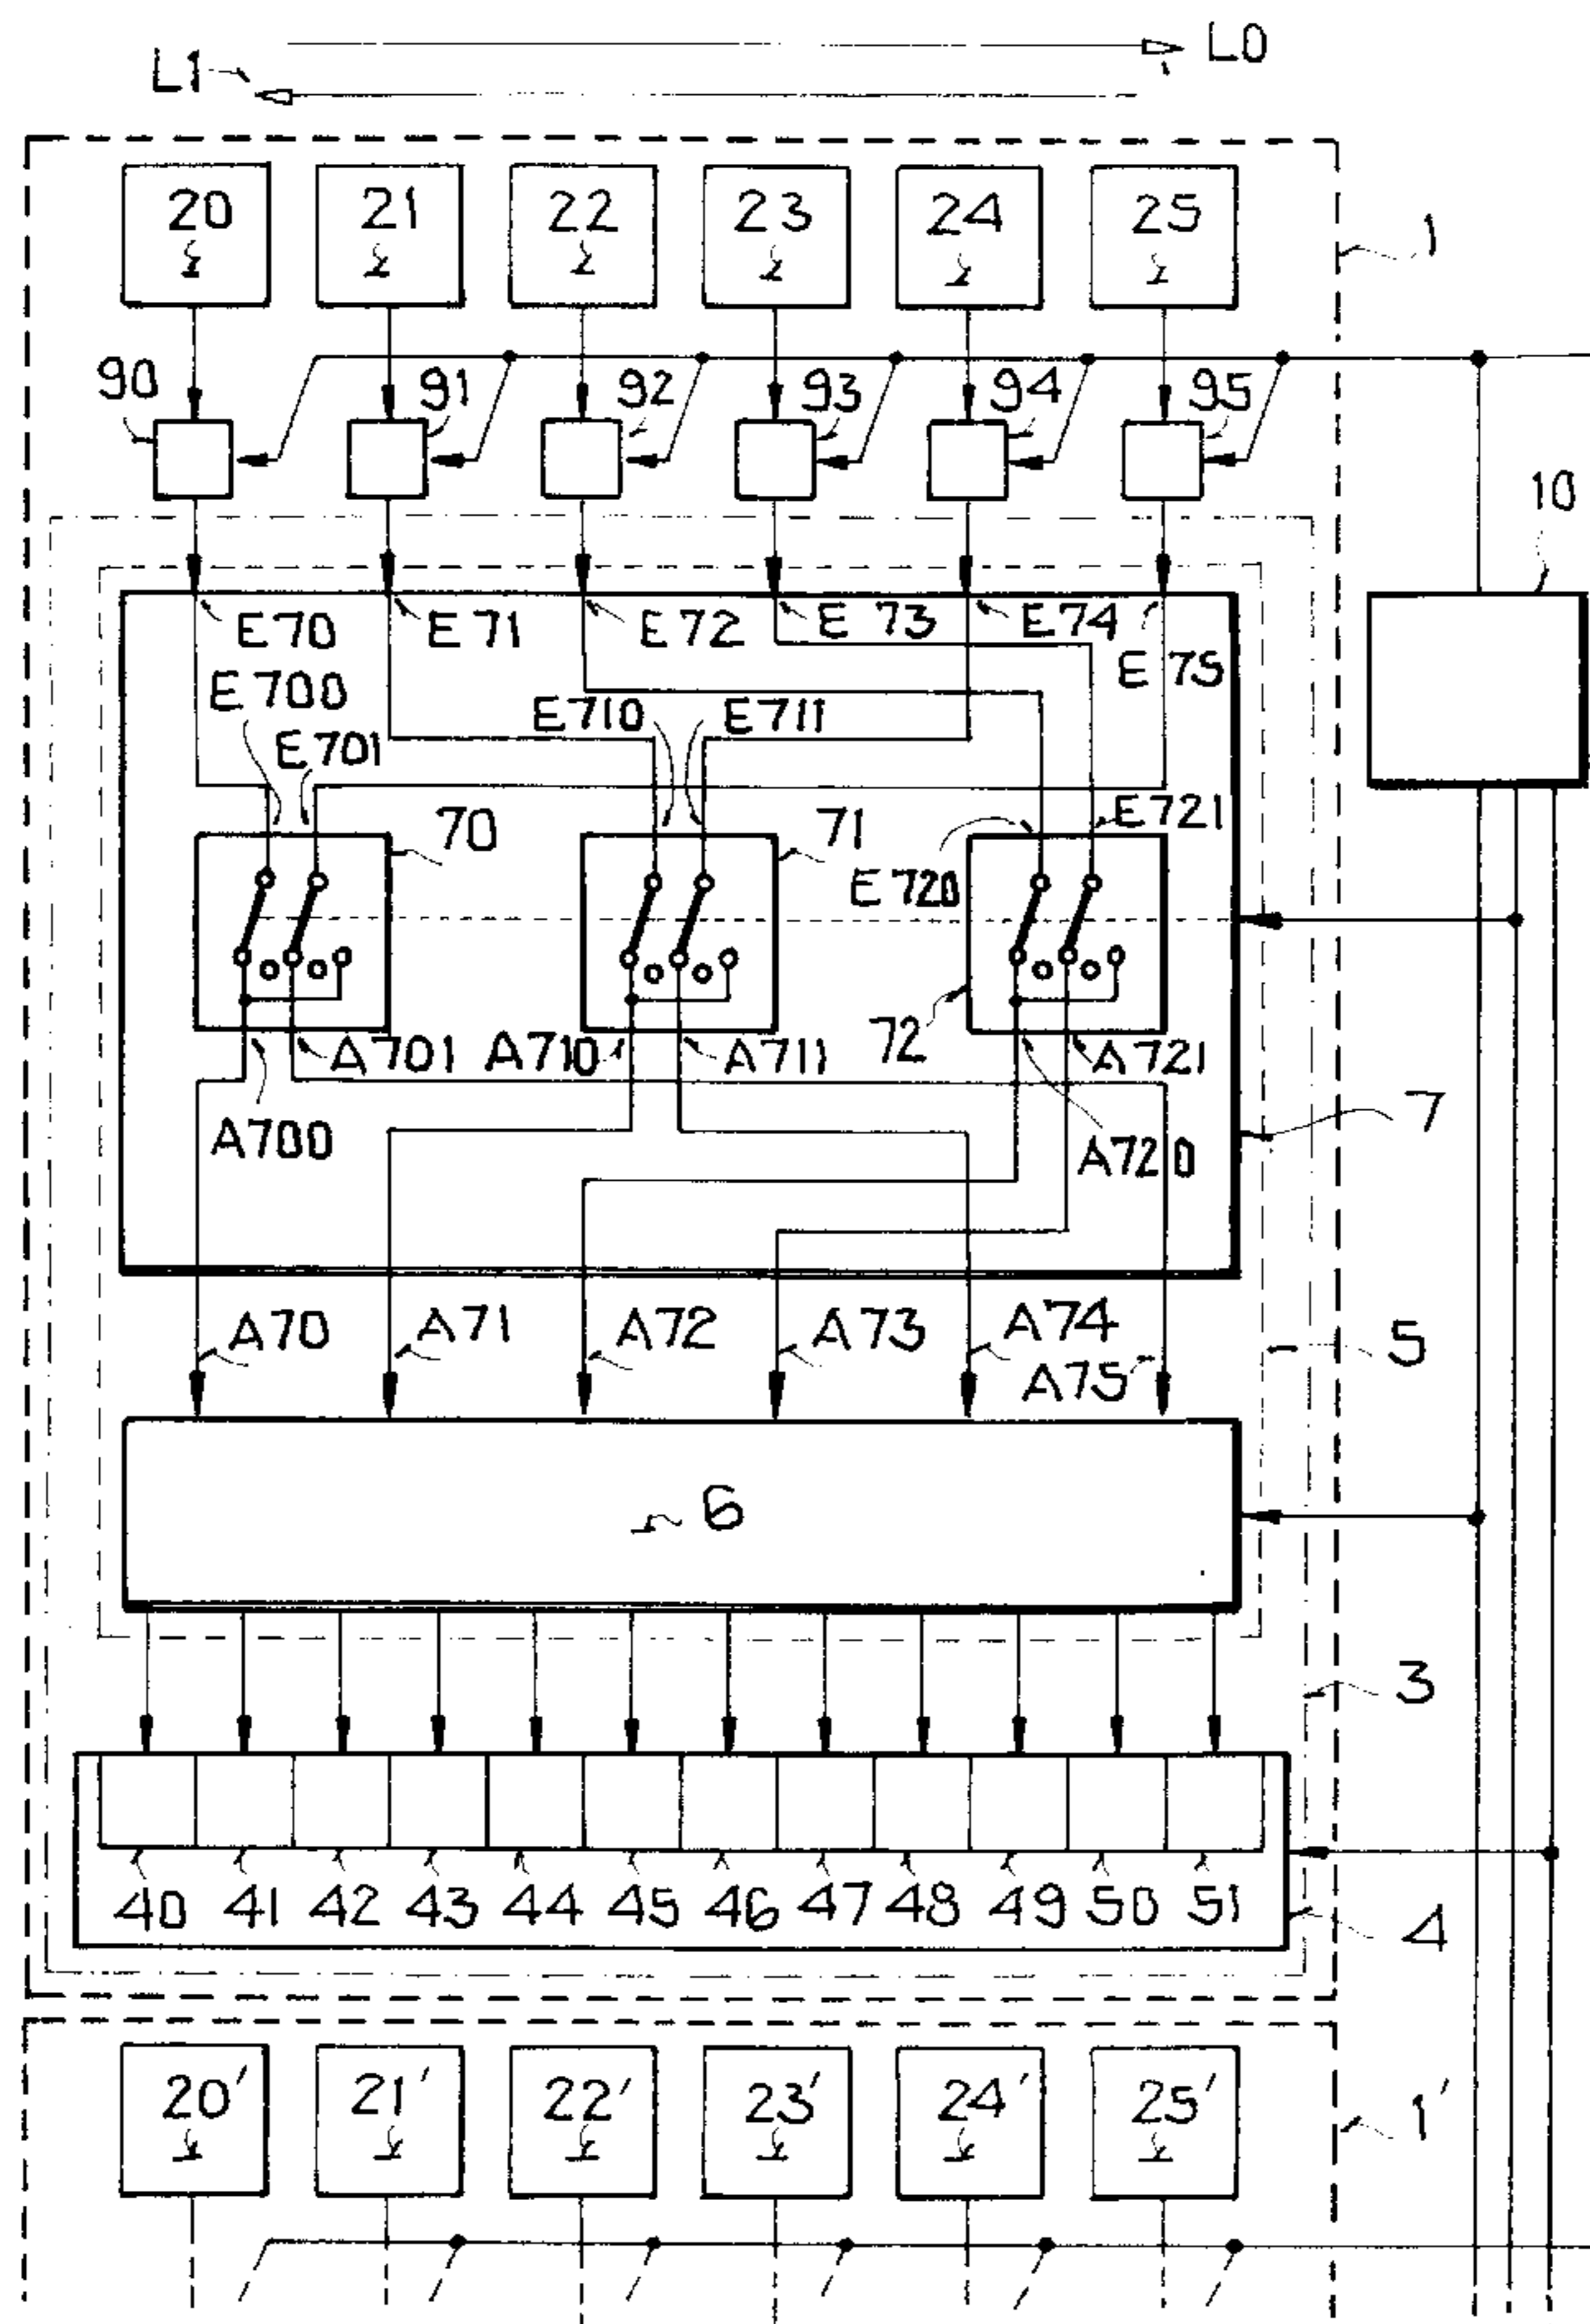 L1 L0
20 21 22 23 24 25
1
90 91 92 93 94 95
10
E70 E71 E72 E73 E74
E75
E700 E710 E711
E701
70 71 E721
E720
A701 A710 A711 72 A721
A700 A720 7
A70 A71 A72 A73 A74
A75 5
6
3
40 41 42 43 44 45 46 47 48 49 50 51
4
20' 21' 22' 23' 24' 25'
1'